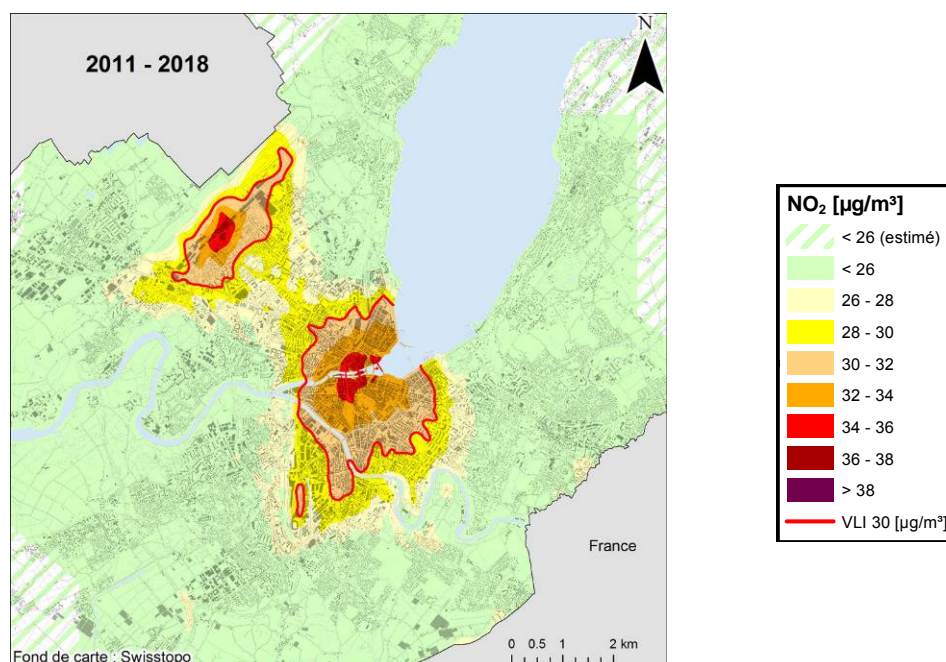 2011 - 2018
N
NO₂ [µg/m³]
< 26 (estimé)
< 26
26 - 28
28 - 30
30 - 32
32 - 34
34 - 36
36 - 38
> 38
VLI 30 [µg/m³]
France
0 0.5 1 2 km
Fond de carte : Swisstopo